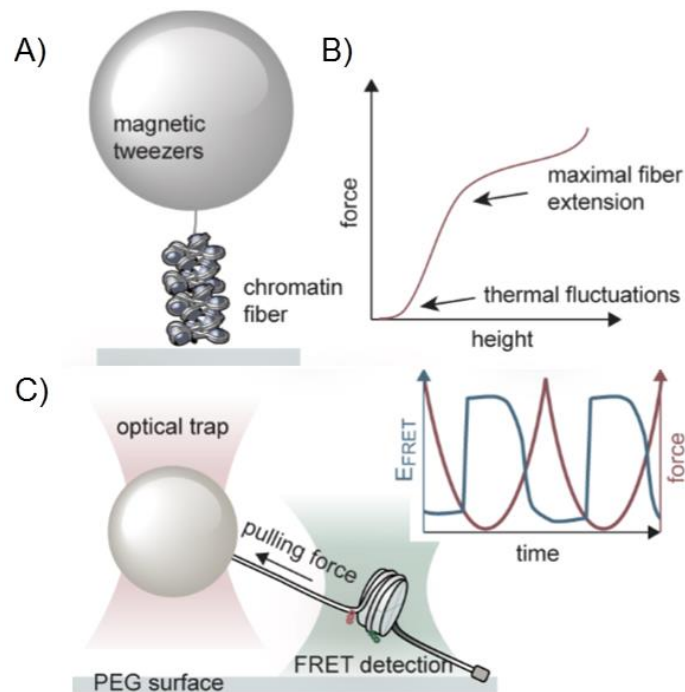 A)
magnetic
tweezers
chromatin
fiber
B)
force
maximal fiber
extension
thermal fluctuations
height
C)
optical trap
pulling force
FRET detection
PEG surface
EFRET
force
time